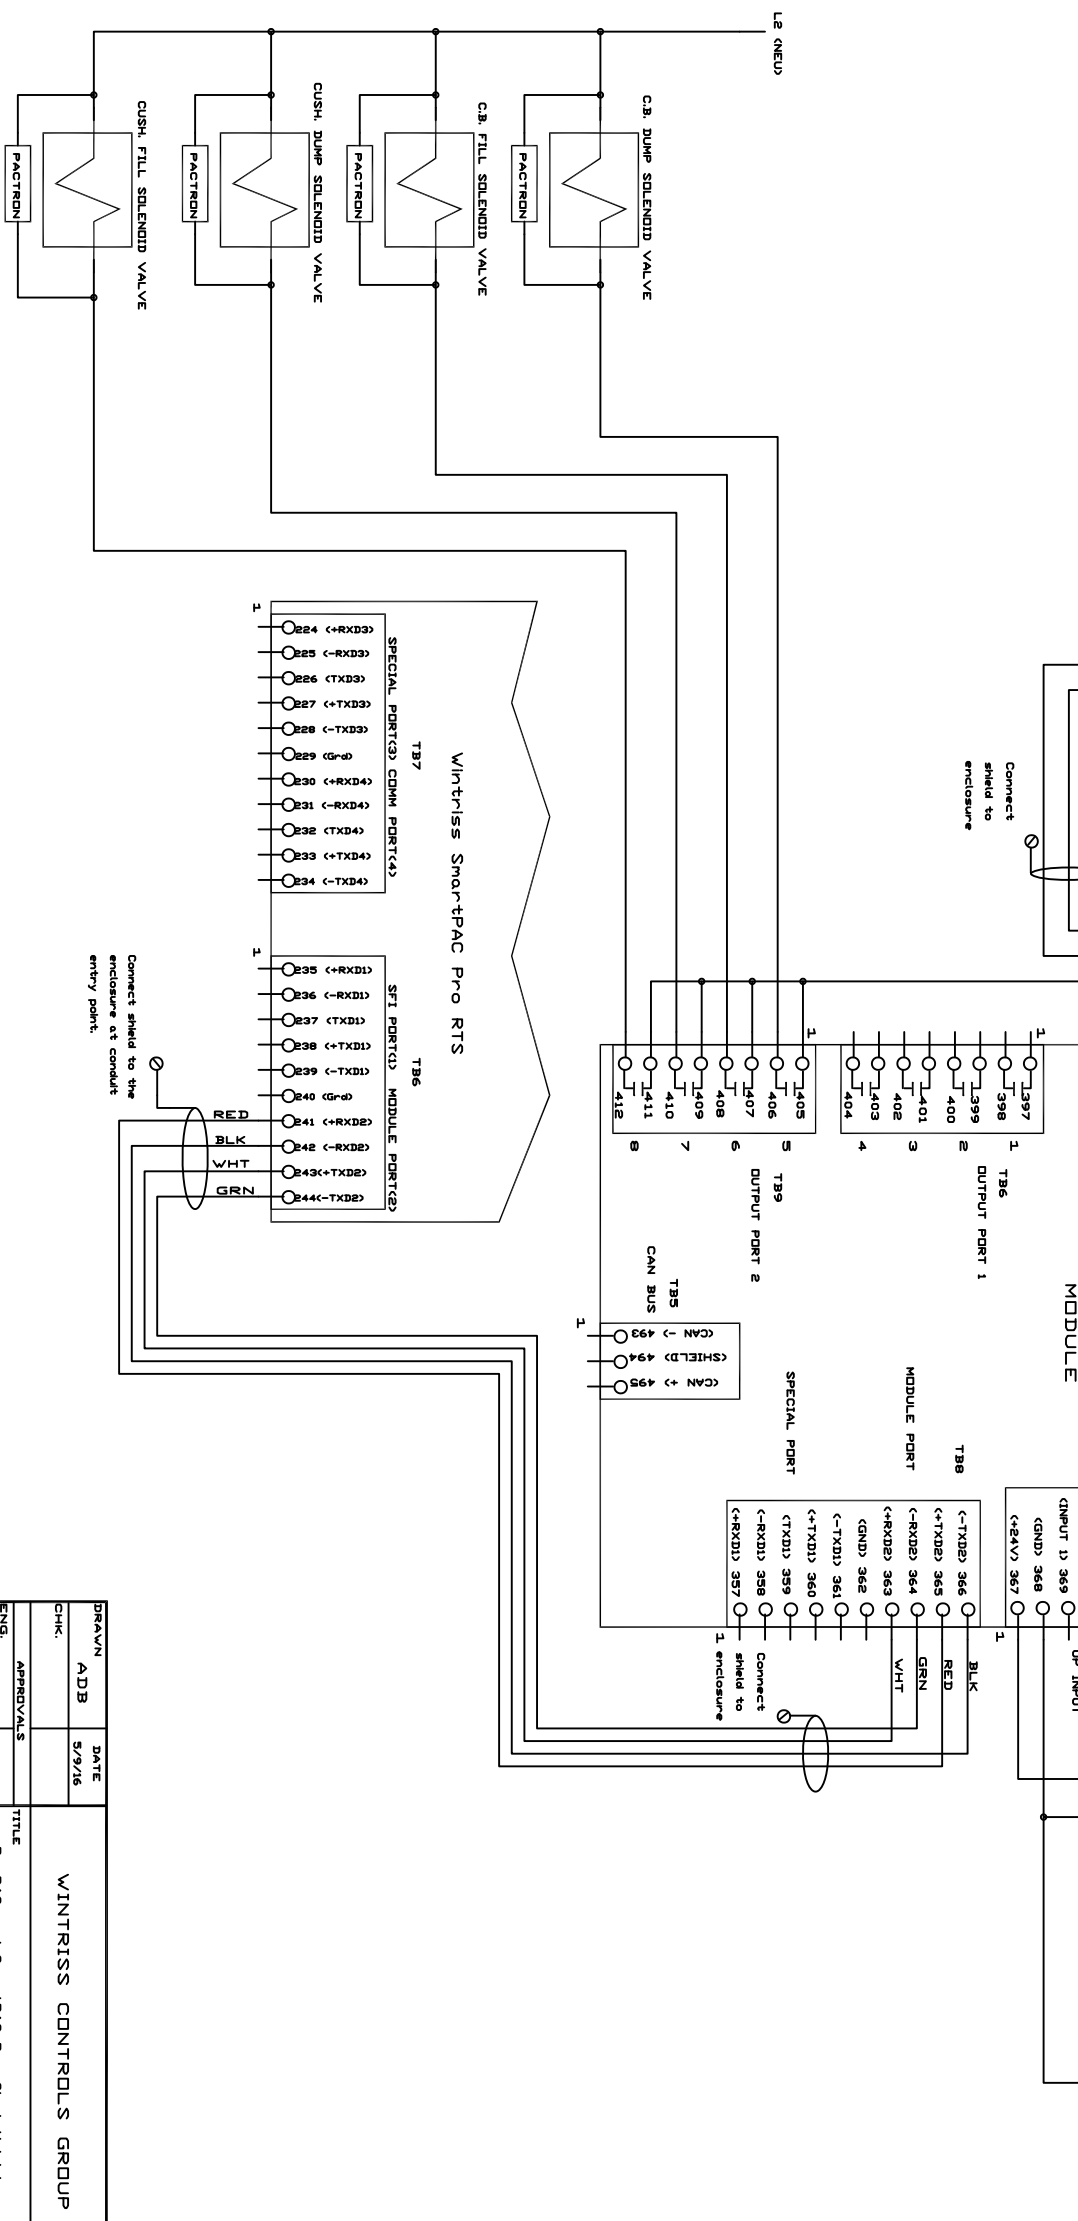 L2 (NEU)
C.B. DUMP SOLENOID VALVE
PACTRON
C.B. FILL SOLENOID VALVE
PACTRON
CUSH. DUMP SOLENOID VALVE
PACTRON
CUSH. FILL SOLENOID VALVE
PACTRON
Connect
shield to
enclosure
Wintriss SmartPAC Pro RTS
TB7
SPECIAL PORT(3) COMM PORT(4)
1
224 (+RXD3)
225 (-RXD3)
226 (TXD3)
227 (+TXD3)
228 (-TXD3)
229 (Grd)
230 (+RXD4)
231 (-RXD4)
232 (TXD4)
233 (+TXD4)
234 (-TXD4)
TB6
SFI PORT(1) MODULE PORT(2)
1
235 (+RXD1)
236 (-RXD1)
237 (TXD1)
238 (+TXD1)
239 (-TXD1)
240 (Grd)
241 (+RXD2)
242 (-RXD2)
243(+TXD2)
244(-TXD2)
RED
BLK
WHT
GRN
Connect shield to the
enclosure at conduit
entry point.
MODULE
1
397
398
399
400
401
402
403
404
1
2
3
4
TB6
OUTPUT PORT 1
1
405
406
407
408
409
410
411
412
5
6
7
8
TB9
OUTPUT PORT 2
TB5
CAN BUS
1
(CAN -) 493
(SHIELD) 494
(CAN +) 495
TB8
MODULE PORT
SPECIAL PORT
(-TXD2) 366
(+TXD2) 365
(-RXD2) 364
(+RXD2) 363
(GND) 362
(-TXD1) 361
(+TXD1) 360
(TXD1) 359
(-RXD1) 358
(+RXD1) 357
1
BLK
RED
GRN
WHT
Connect
shield to
enclosure
(INPUT 1) 369
(GND) 368
(+24V) 367
1
INPUT
DRAWN
ADB
DATE
5/9/16
CHK.
APPROVALS
ENG.
WINTRISS CONTROLS GROUP
TITLE